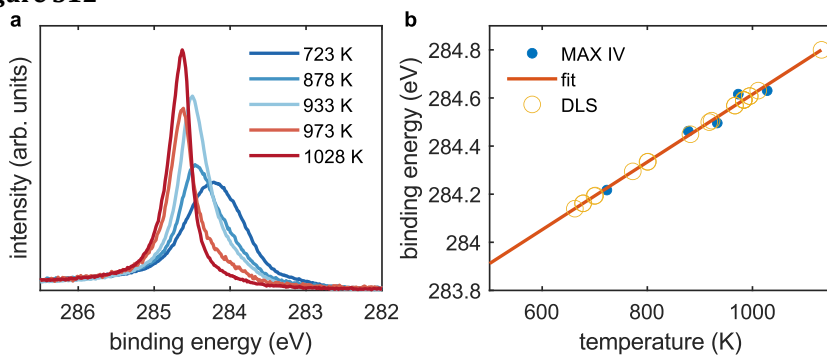 a
b
intensity (arb. units)
723 K
878 K
933 K
973 K
1028 K
286
285
284
283
282
binding energy (eV)
binding energy (eV)
284.8
284.6
284.4
284.2
284
283.8
MAX IV
fit
DLS
600
800
1000
temperature (K)